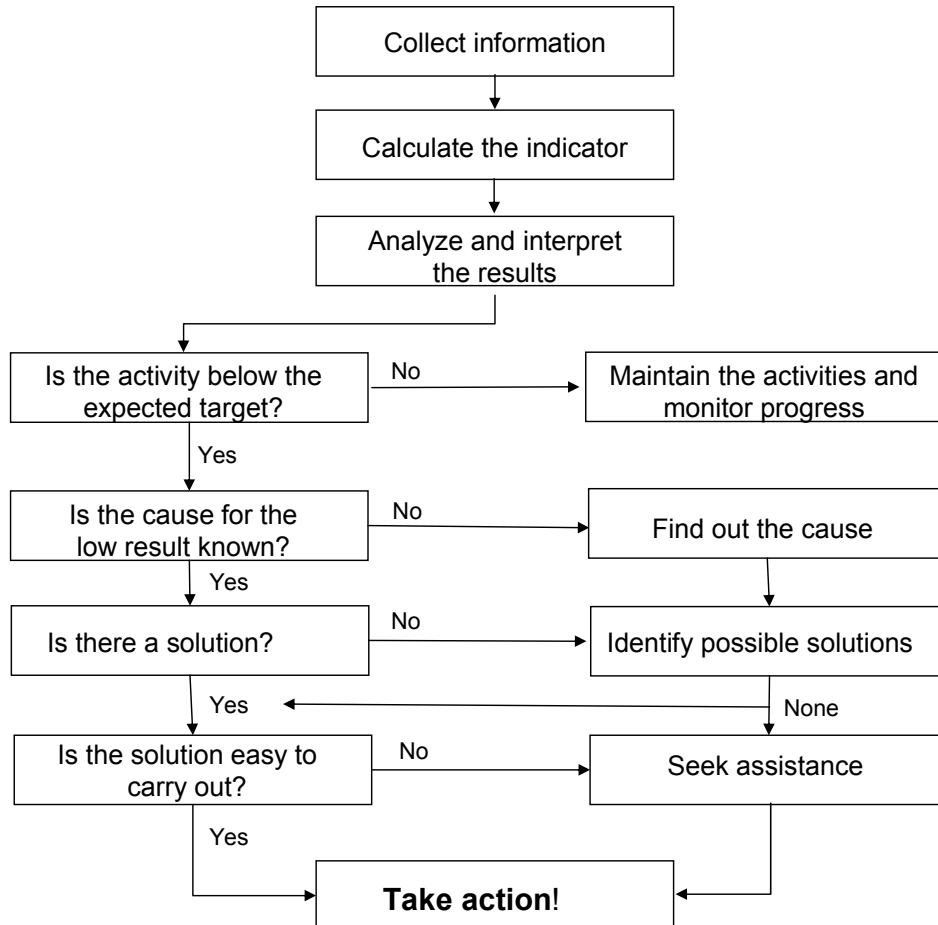 Collect information
Calculate the indicator
Analyze and interpret
the results
Is the activity below the
expected target?
No
Maintain the activities and
monitor progress
Yes
Is the cause for the
low result known?
No
Find out the cause
Yes
Is there a solution?
No
Identify possible solutions
Yes
None
Is the solution easy to
carry out?
No
Seek assistance
Yes
Take action!